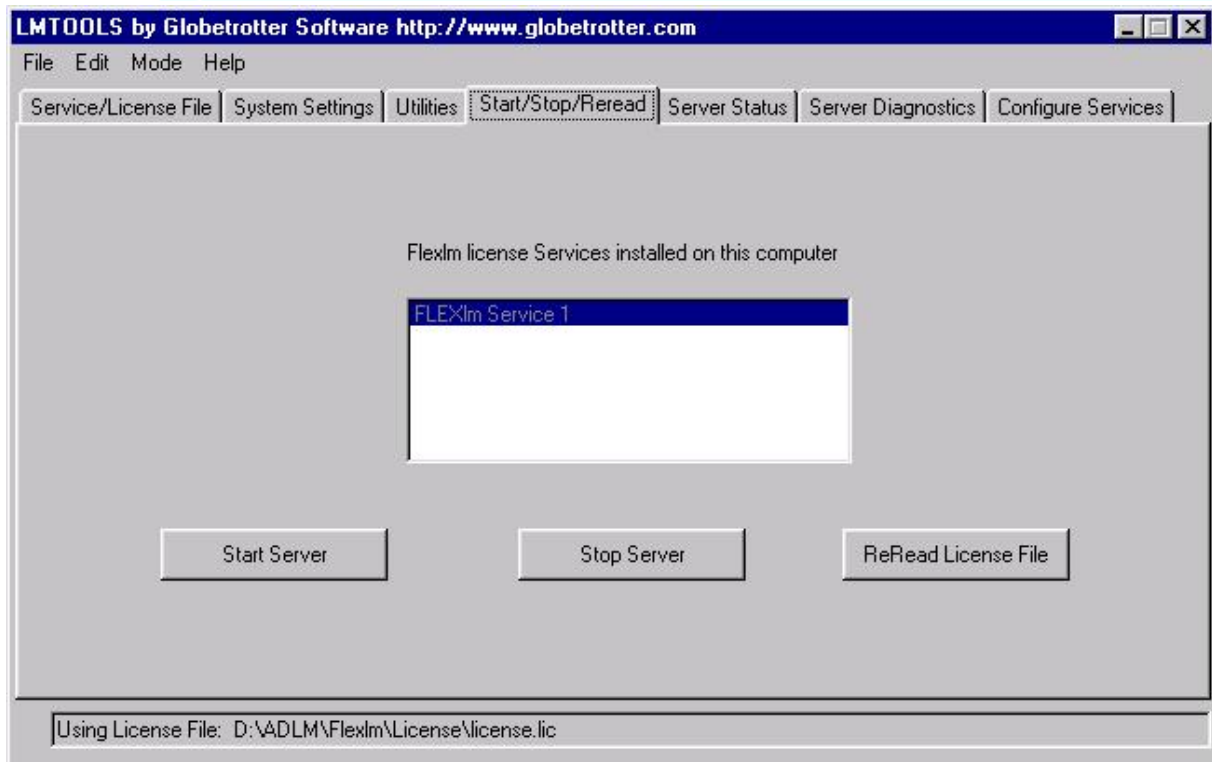 LMTOOLS by Globetrotter Software http://www.globetrotter.com
File Edit Mode Help
Service/License File System Settings Utilities Start/Stop/Reread Server Status Server Diagnostics Configure Services
Flexlm license Services installed on this computer
FLEXlm Service 1
Start Server Stop Server ReRead License File
Using License File: D:\ADLM\Flexlm\License\license.lic